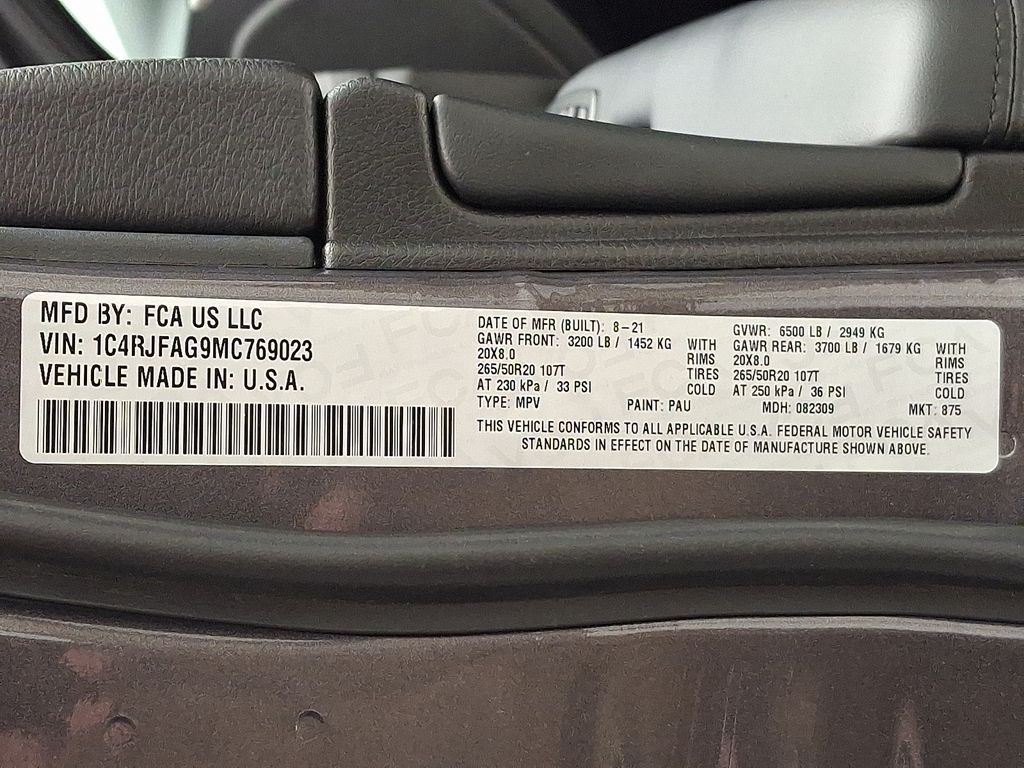 MFD BY: FCA US LLC
VIN: 1C4RJFAG9MC769023
VEHICLE MADE IN: U.S.A.
DATE OF MFR (BUILT): 8-21
GAWR FRONT: 3200 LB / 1452 KG WITH
20X8.0 RIMS
265/50R20 107T TIRES
AT 230 kPa / 33 PSI COLD
TYPE: MPV PAINT: PAU
GVWR: 6500 LB / 2949 KG
GAWR REAR: 3700 LB / 1679 KG WITH
20X8.0 RIMS
265/50R20 107T TIRES
AT 250 kPa / 36 PSI COLD
MDH: 082309 MKT: 875
THIS VEHICLE CONFORMS TO ALL APPLICABLE U.S.A. FEDERAL MOTOR VEHICLE SAFETY
STANDARDS IN EFFECT ON THE DATE OF MANUFACTURE SHOWN ABOVE.